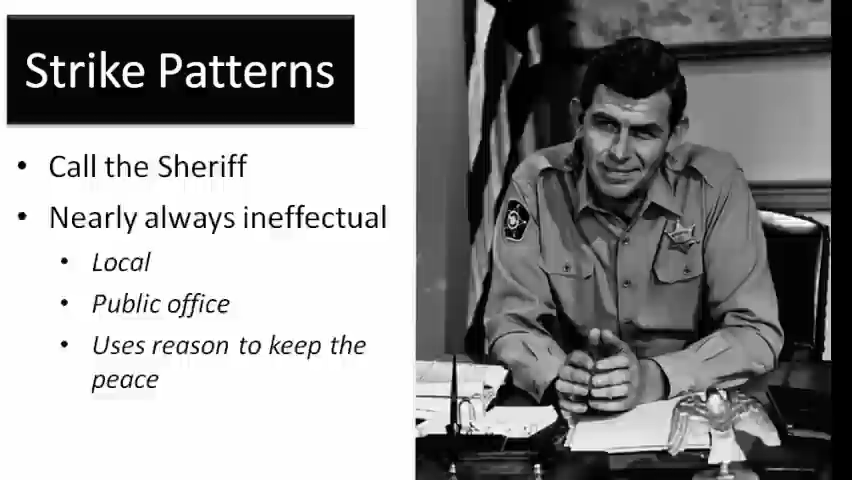 Strike Patterns
• Call the Sheriff
• Nearly always ineffectual
• Local
• Public office
• Uses reason to keep the
peace